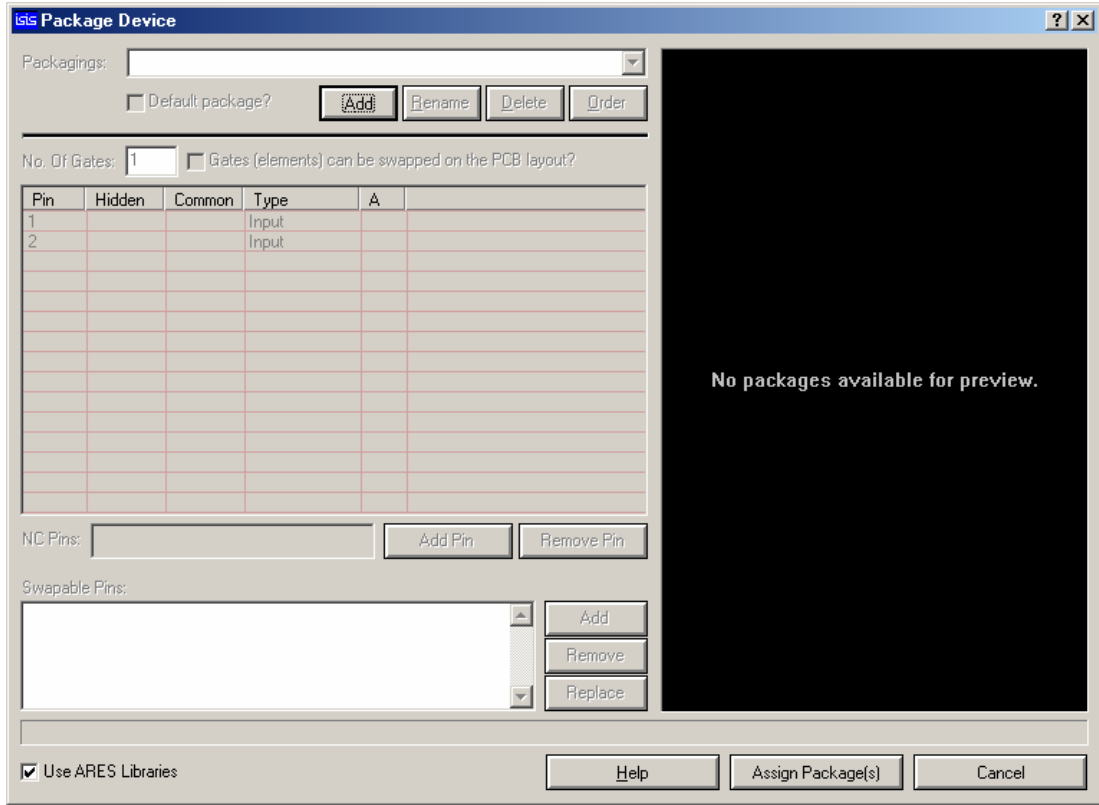 isis Package Device
Packagings:
Default package? Add Rename Delete Order
No. Of Gates: 1 Gates (elements) can be swapped on the PCB layout?
Pin Hidden Common Type A
1 Input
2 Input
No packages available for preview.
NC Pins: Add Pin Remove Pin
Swapable Pins:
Add
Remove
Replace
Use ARES Libraries Help Assign Package(s) Cancel